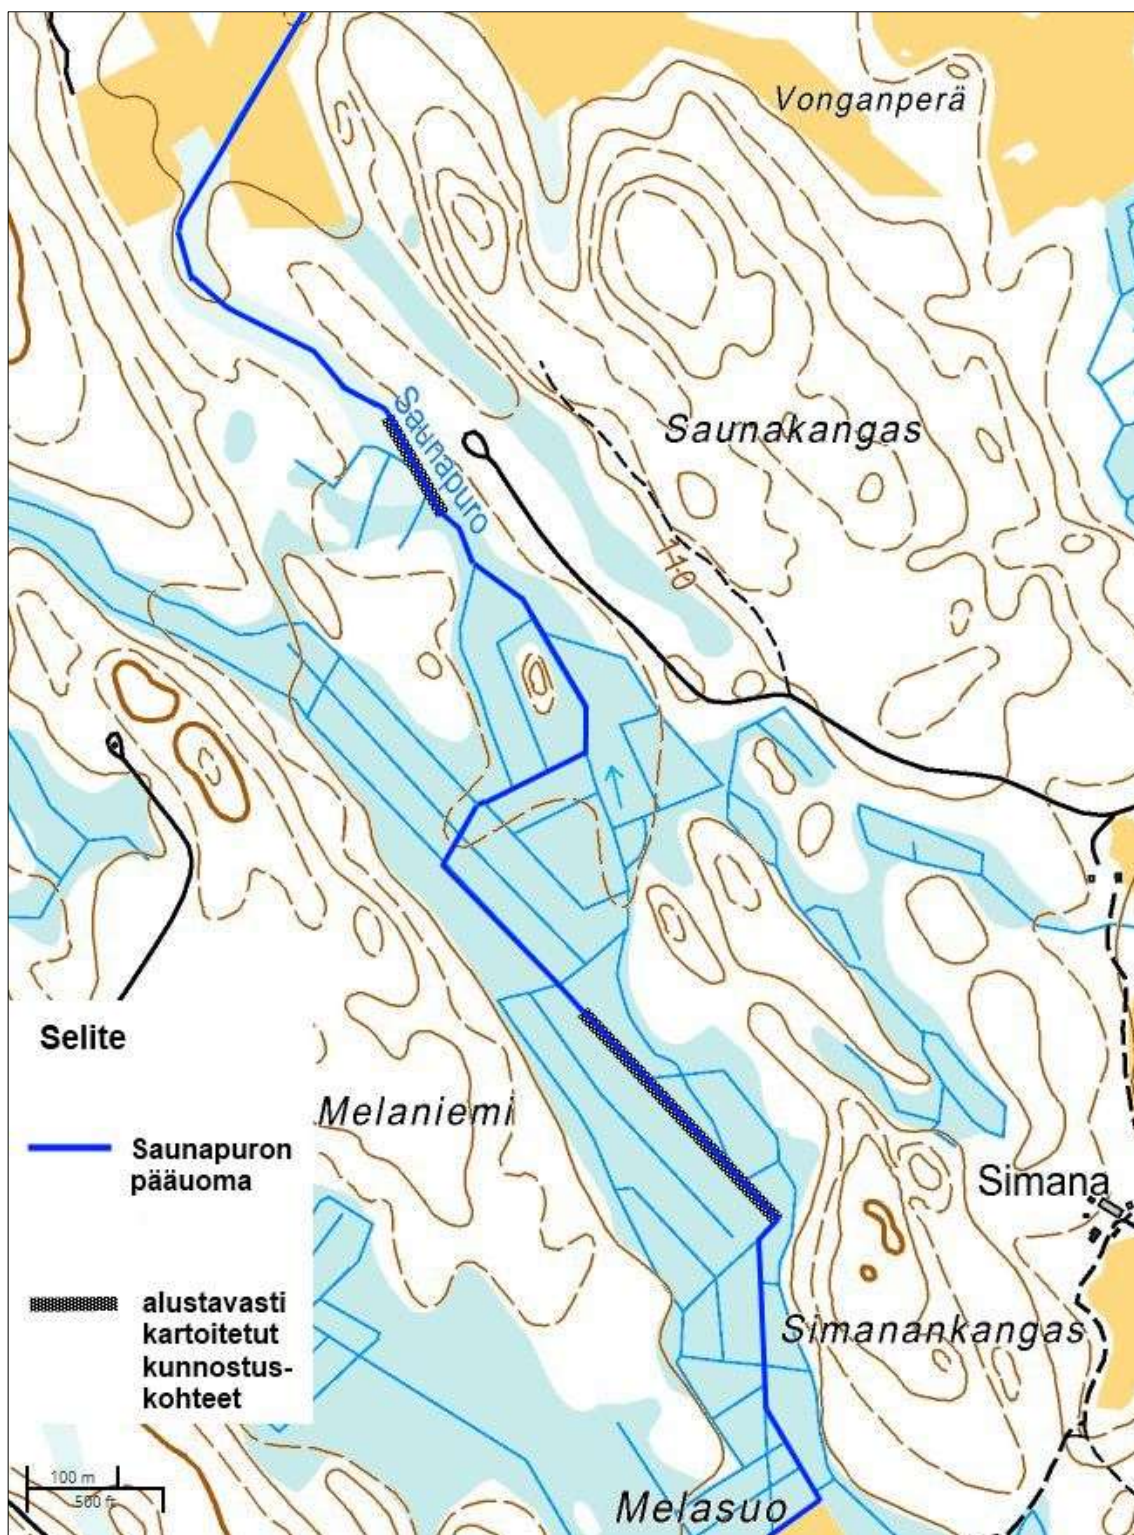 Vonganperä
Saunakangas
Saunapuro
110
Selite
Saunapuron
pääuoma
alustavasti
kartoitetut
kunnostus-
kohteet
Melaniemi
Simana
Simanankangas
100 m
500 ft
Melasuo